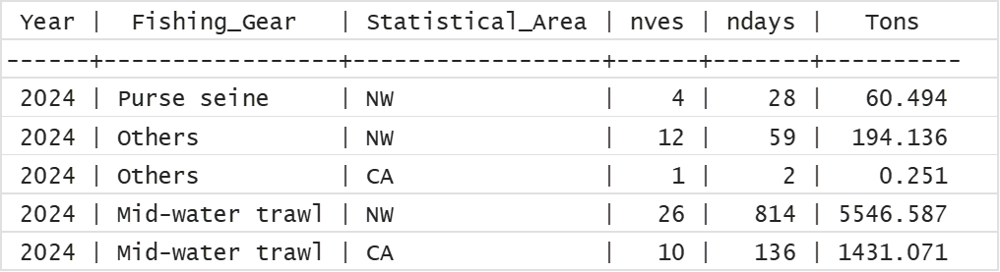 Year |  Fishing_Gear  | Statistical_Area | nves | ndays |   Tons
------+----------------+------------------+------+-------+----------
 2024 | Purse seine     | NW               |    4 |    28 |   60.494
 2024 | Others          | NW               |   12 |    59 |  194.136
 2024 | Others          | CA               |    1 |     2 |    0.251
 2024 | Mid-water trawl | NW               |   26 |   814 | 5546.587
 2024 | Mid-water trawl | CA               |   10 |   136 | 1431.071